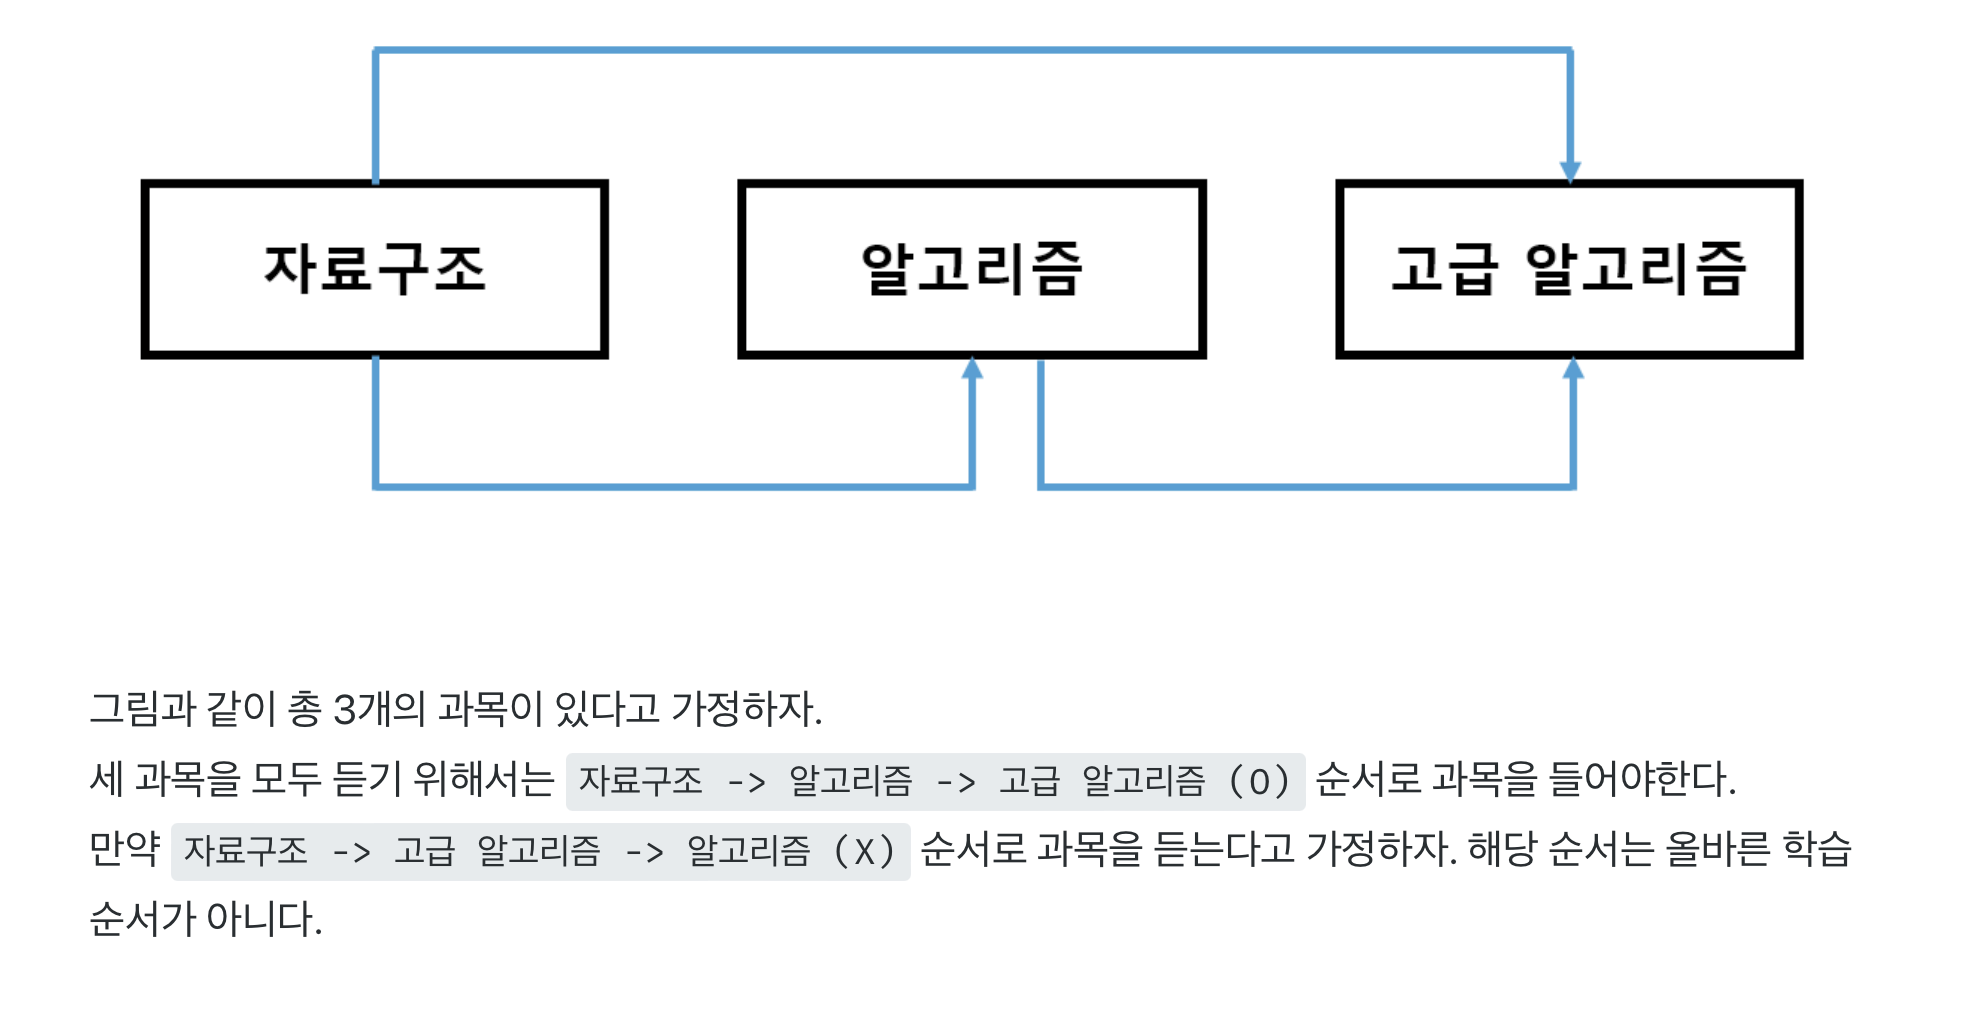 자료구조
알고리즘
고급 알고리즘
그림과 같이 총 3개의 과목이 있다고 가정하자.
세 과목을 모두 듣기 위해서는 자료구조 -> 알고리즘 -> 고급 알고리즘 (O) 순서로 과목을 들어야한다.
만약 자료구조 -> 고급 알고리즘 -> 알고리즘 (X) 순서로 과목을 듣는다고 가정하자. 해당 순서는 올바른 학습
순서가 아니다.